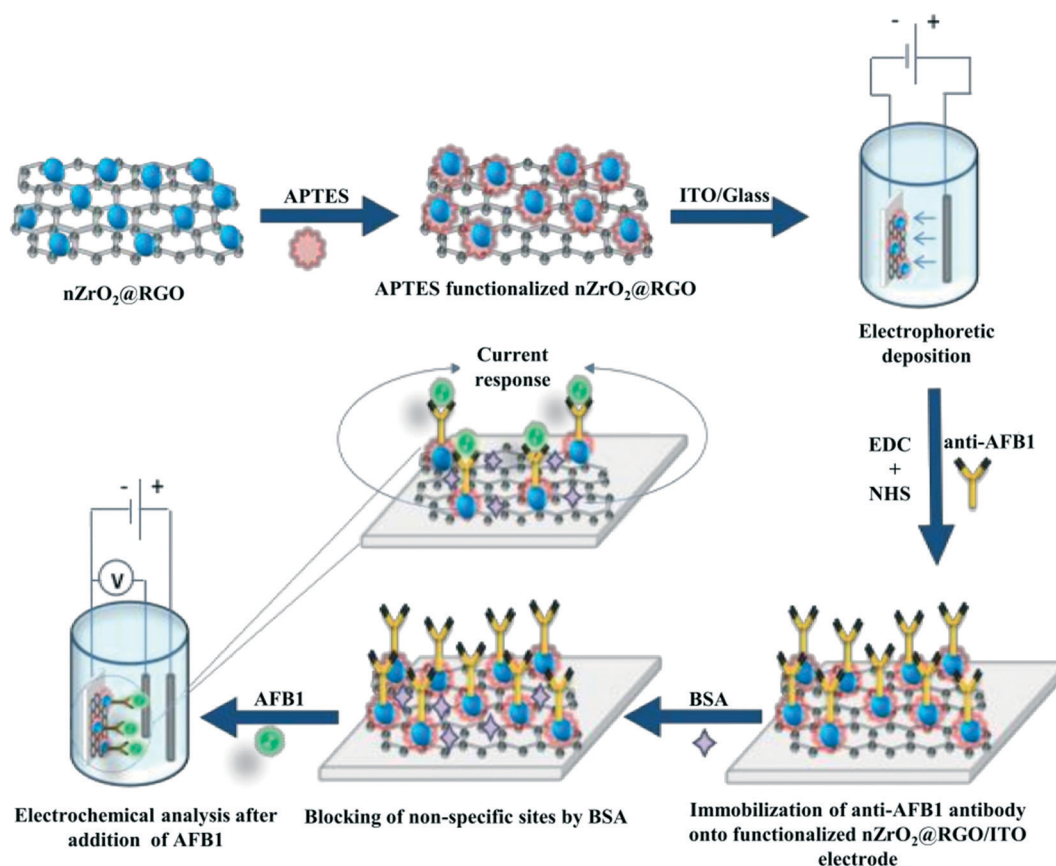 - +
APTES
ITO/Glass
nZrO₂@RGO
APTES functionalized nZrO₂@RGO
Electrophoretic
deposition
Current
response
EDC
+
NHS
anti-AFB1
- +
V
AFB1
BSA
Electrochemical analysis after
addition of AFB1
Blocking of non-specific sites by BSA
Immobilization of anti-AFB1 antibody
onto functionalized nZrO₂@RGO/ITO
electrode